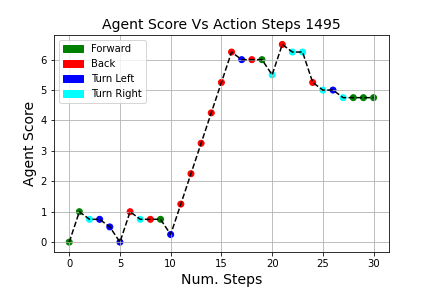 Agent Score Vs Action Steps 1495
Forward
Back
Turn Left
Turn Right
Agent Score
6
5
4
3
2
1
0
0 5 10 15 20 25 30
Num. Steps